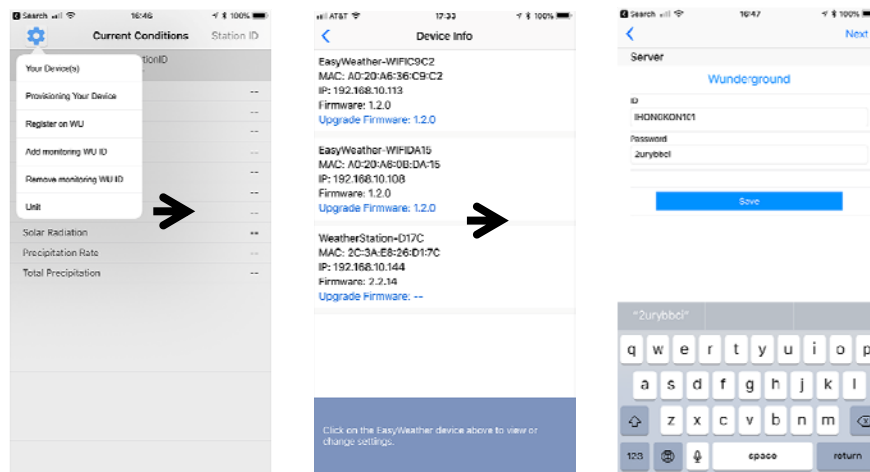 Search 16:46 100%
Current Conditions Station ID
tionID
Your Device(s)
Provisioning Your Device
Register on WU
Add monitoring WU ID
Remove monitoring WU ID
Unit
--
--
--
--
--
--
--
Solar Radiation --
Precipitation Rate --
Total Precipitation --
AT&T 17:33 100%
Device Info
EasyWeather-WIFIC9C2
MAC: A0:20:A6:36:C9:C2
IP: 192.168.10.113
Firmware: 1.2.0
Upgrade Firmware: 1.2.0
EasyWeather-WIFIDA15
MAC: A0:20:A6:0B:DA:15
IP: 192.168.10.108
Firmware: 1.2.0
Upgrade Firmware: 1.2.0
WeatherStation-D17C
MAC: 2C:3A:E8:26:D1:7C
IP: 192.168.10.144
Firmware: 2.2.14
Upgrade Firmware: --
Click on the EasyWeather device above to view or
change settings.
Search 16:47 100%
Next
Server
Wunderground
ID
IHONGKON101
Password
2urybbcl
Save
"2urybbcl"
q w e r t y u i o p
a s d f g h j k l
z x c v b n m
123 space return